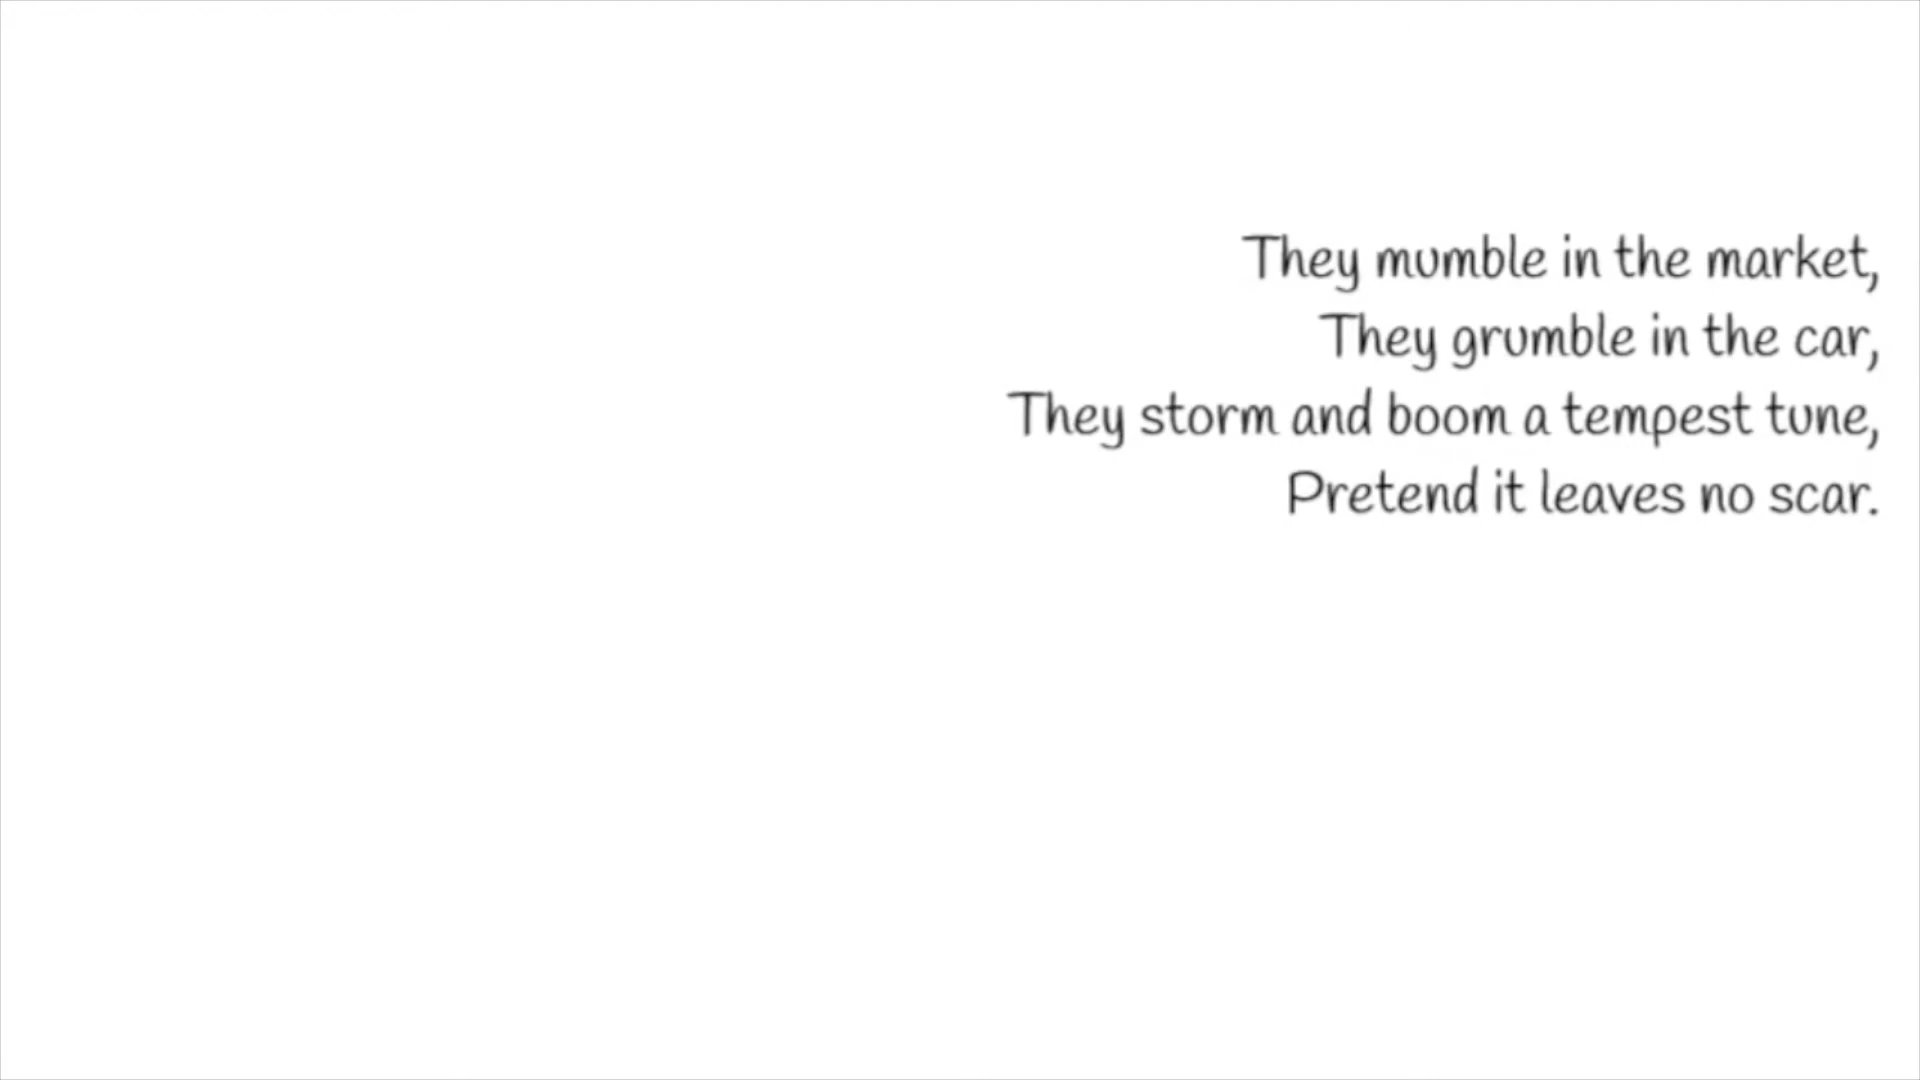 They mumble in the market,
They grumble in the car,
They storm and boom a tempest tune,
Pretend it leaves no scar.